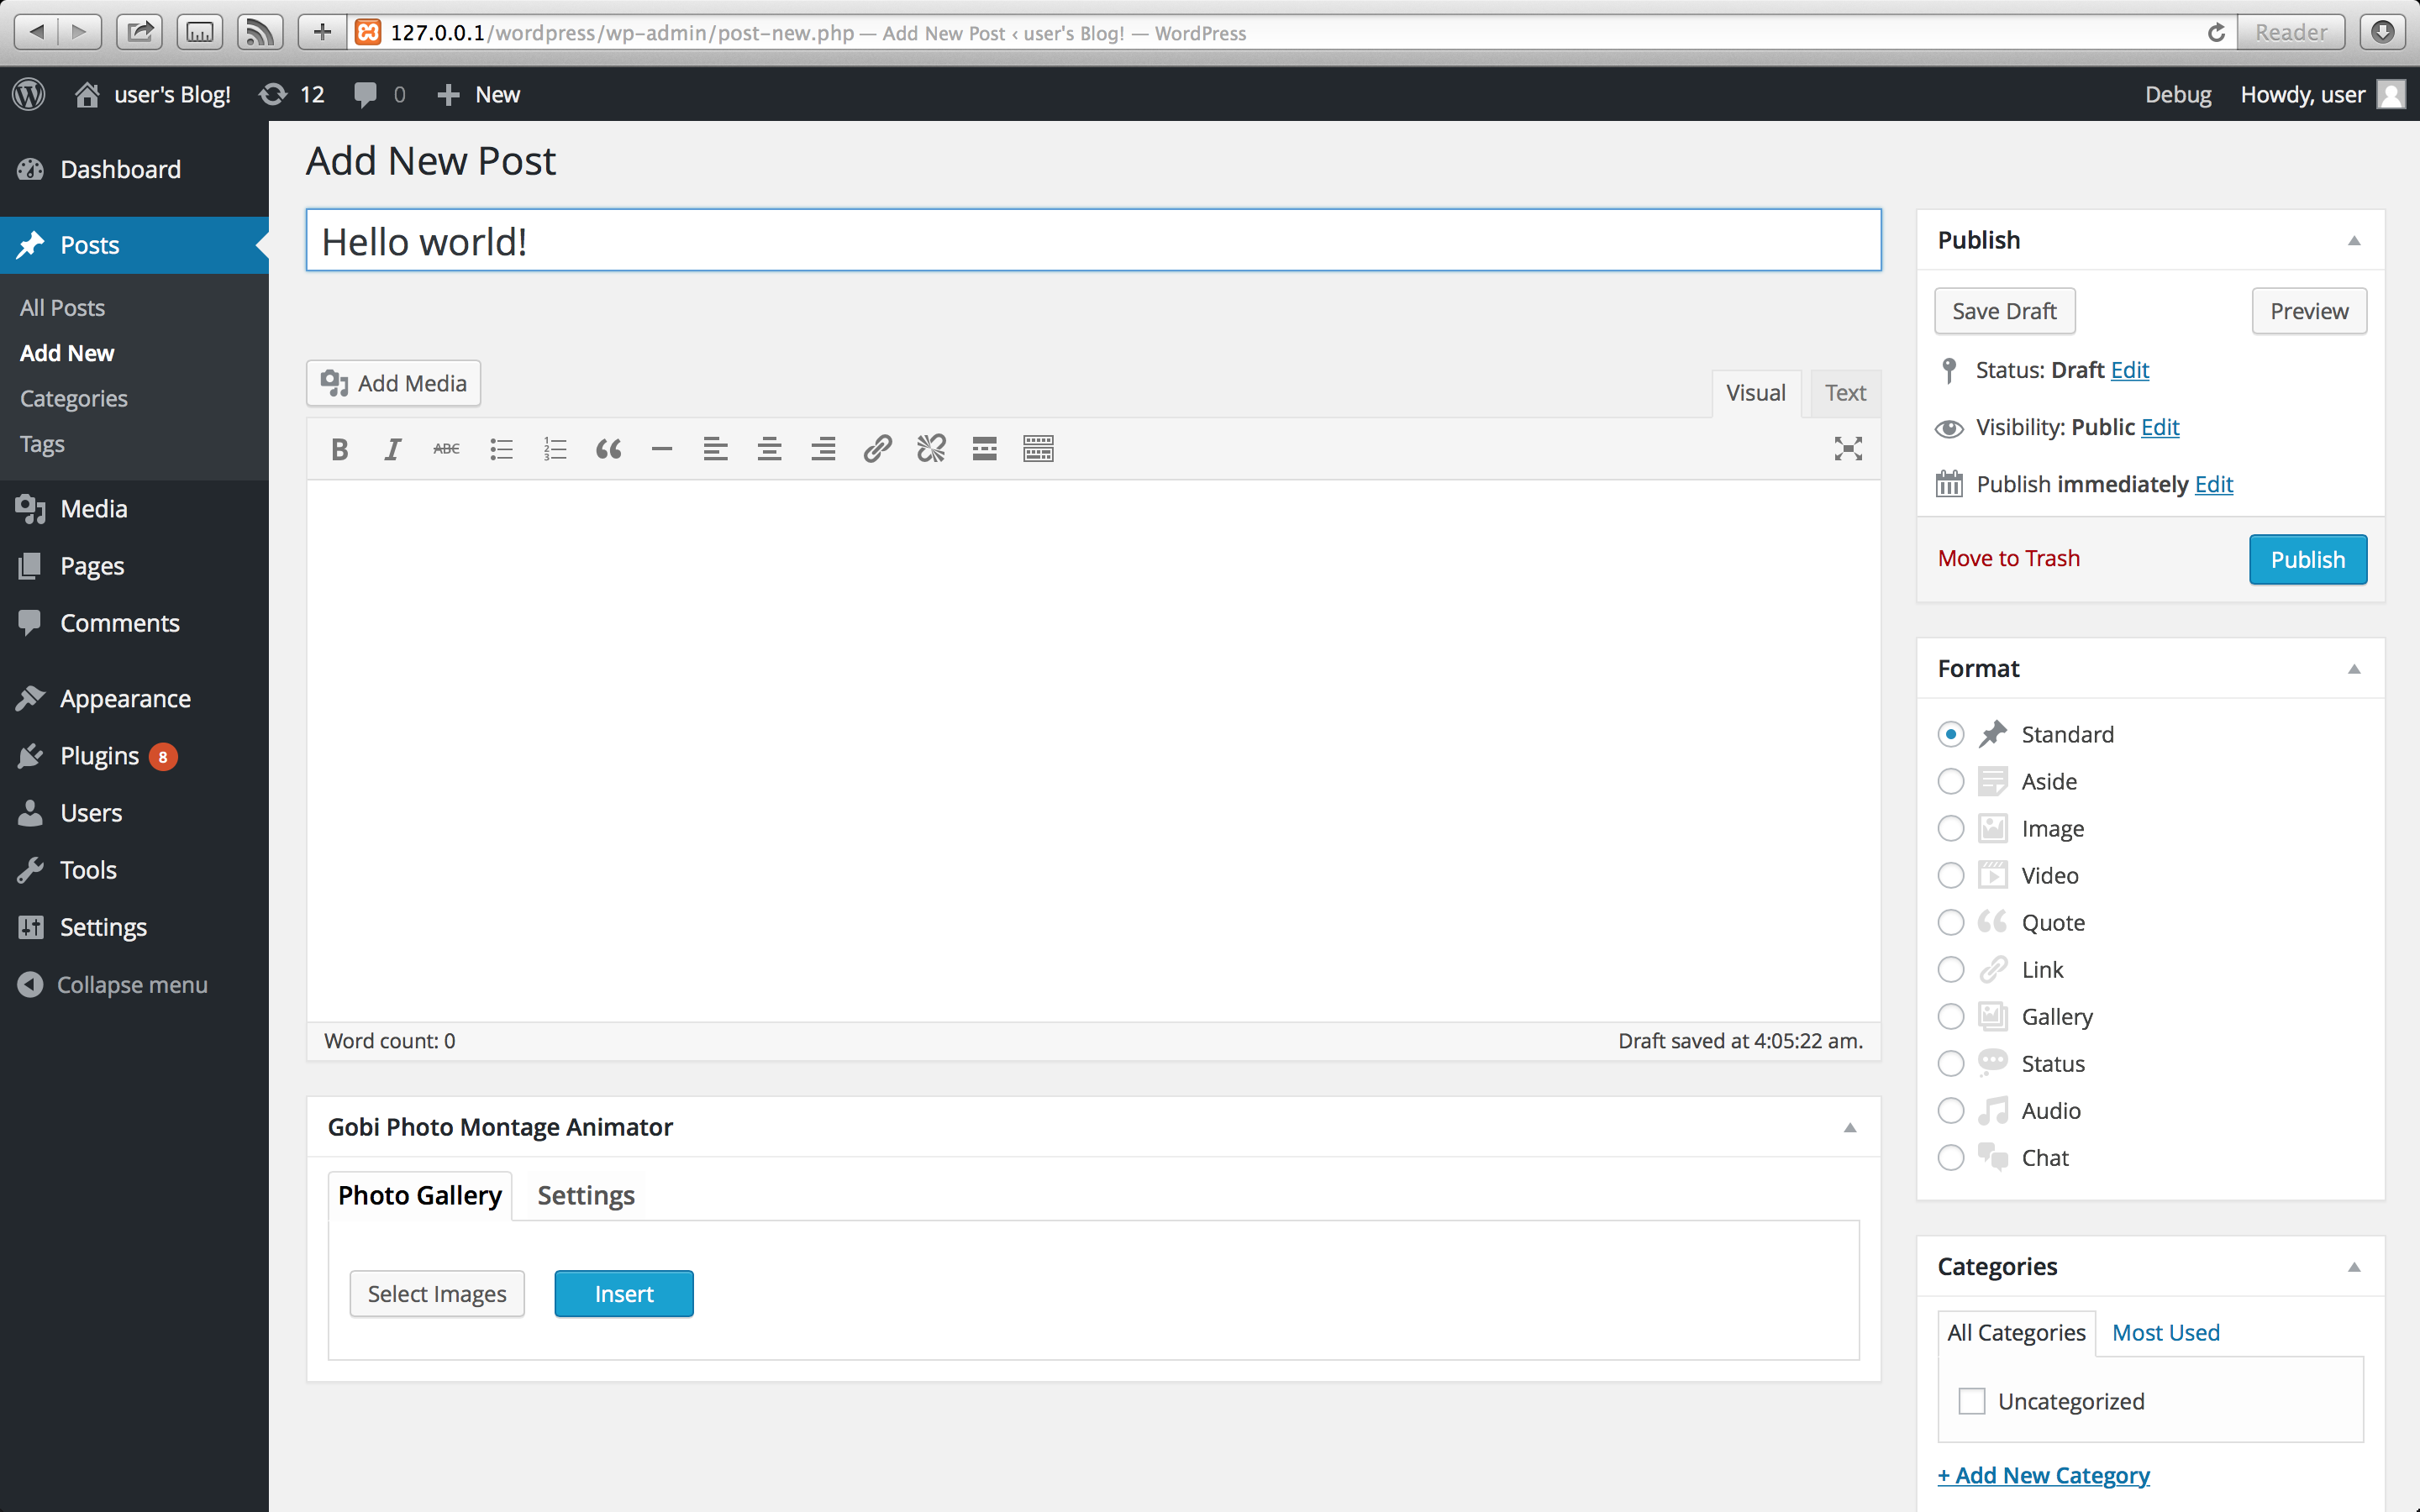 127.0.0.1/wordpress/wp-admin/post-new.php — Add New Post ‹ user's Blog! — WordPress
Reader
user's Blog!
12
0
New
Debug
Howdy, user
Dashboard
Posts
All Posts
Add New
Categories
Tags
Media
Pages
Comments
Appearance
Plugins 8
Users
Tools
Settings
Collapse menu
Add New Post
Hello world!
Add Media
Visual
Text
B I ABC
Word count: 0
Draft saved at 4:05:22 am.
Gobi Photo Montage Animator
Photo Gallery
Settings
Select Images
Insert
Publish
Save Draft
Preview
Status: Draft Edit
Visibility: Public Edit
Publish immediately Edit
Move to Trash
Publish
Format
Standard
Aside
Image
Video
Quote
Link
Gallery
Status
Audio
Chat
Categories
All Categories
Most Used
Uncategorized
+ Add New Category